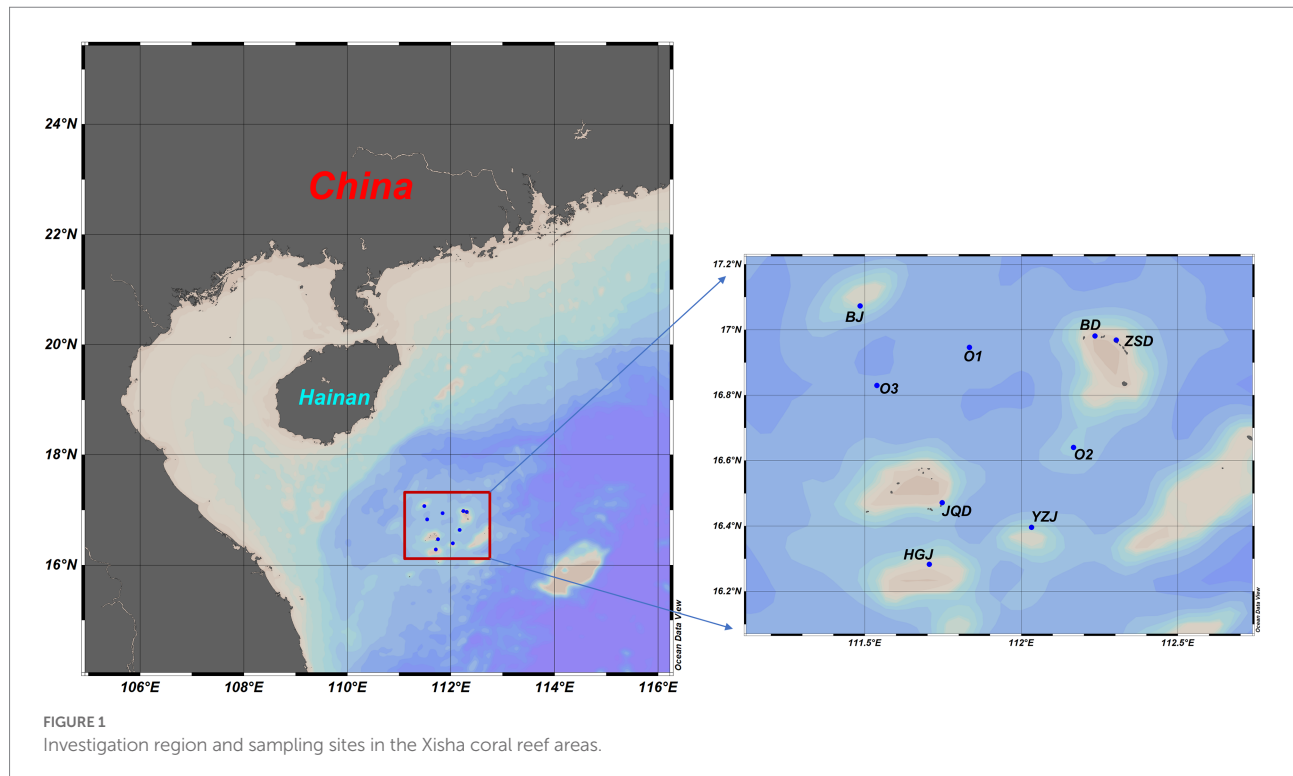 24°N
22°N
20°N
18°N
16°N
106°E
108°E
110°E
112°E
114°E
116°E
China
Hainan
Ocean Data View
17.2°N
17°N
16.8°N
16.6°N
16.4°N
16.2°N
111.5°E
112°E
112.5°E
BJ
BD
ZSD
O1
O3
O2
JQD
YZJ
HGJ
Ocean Data View
FIGURE 1
Investigation region and sampling sites in the Xisha coral reef areas.